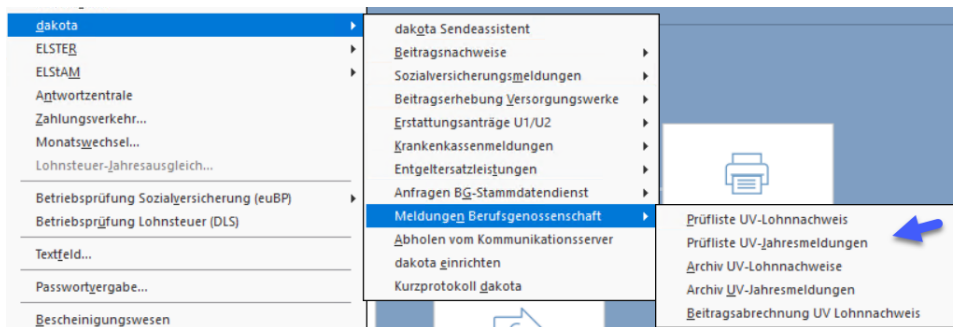 dakota
ELSTER
ELStAM
Antwortzentrale
Zahlungsverkehr...
Monatswechsel...
Lohnsteuer-Jahresausgleich...
Betriebsprüfung Sozialversicherung (euBP)
Betriebsprüfung Lohnsteuer (DLS)
Textfeld...
Passwortvergabe...
Bescheinigungswesen
dakota Sendeassistent
Beitragsnachweise
Sozialversicherungsmeldungen
Beitragserhebung Versorgungswerke
Erstattungsanträge U1/U2
Krankenkassenmeldungen
Entgeltersatzleistungen
Anfragen BG-Stammdatendienst
Meldungen Berufsgenossenschaft
Abholen vom Kommunikationsserver
dakota einrichten
Kurzprotokoll dakota
Prüfliste UV-Lohnnachweis
Prüfliste UV-Jahresmeldungen
Archiv UV-Lohnnachweise
Archiv UV-Jahresmeldungen
Beitragsabrechnung UV Lohnnachweis